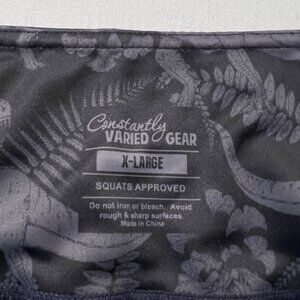 Constantly
VARIED GEAR
X-LARGE
SQUATS APPROVED
Do not iron or bleach. Avoid
rough & sharp surfaces
Made in China